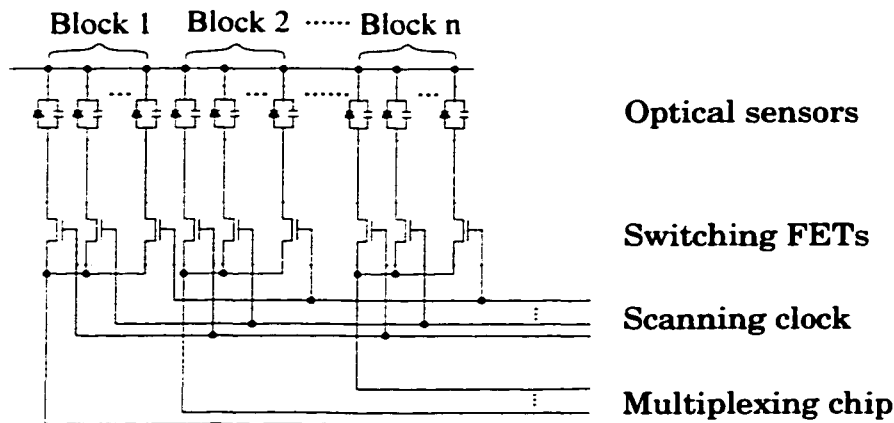 Block 1 Block 2 ······ Block n
Optical sensors
Switching FETs
Scanning clock
Multiplexing chip